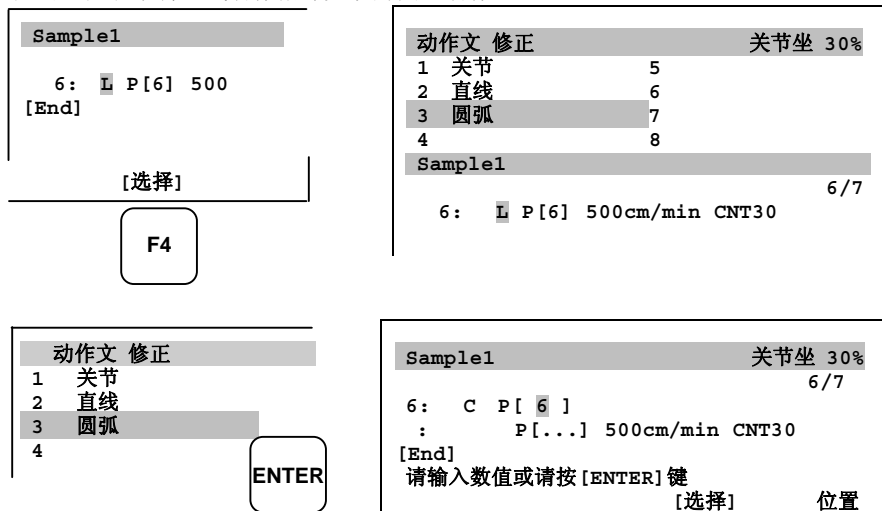 Sample1
6: L P[6] 500
[End]
[选择]
F4
动作文 修正 关节坐 30%
1 关节 5
2 直线 6
3 圆弧 7
4 8
Sample1
6/7
6: L P[6] 500cm/min CNT30
动作文 修正
1 关节
2 直线
3 圆弧
4
ENTER
Sample1 关节坐 30%
6/7
6: C P[ 6 ]
: P[...] 500cm/min CNT30
[End]
请输入数值或请按[ENTER]键
[选择] 位置